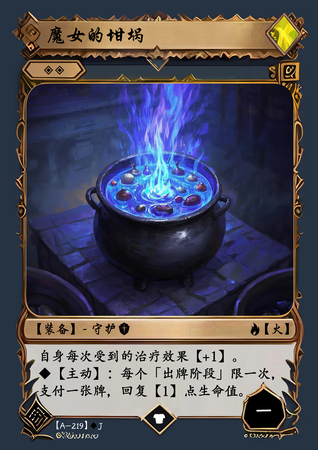 魔女的坩埚
【装备】- 守护
【火】
自身每次受到的治疗效果【+1】。
◆【主动】：每个「出牌阶段」限一次，
支付一张牌，回复【1】点生命值。
一
【A-219】◆J